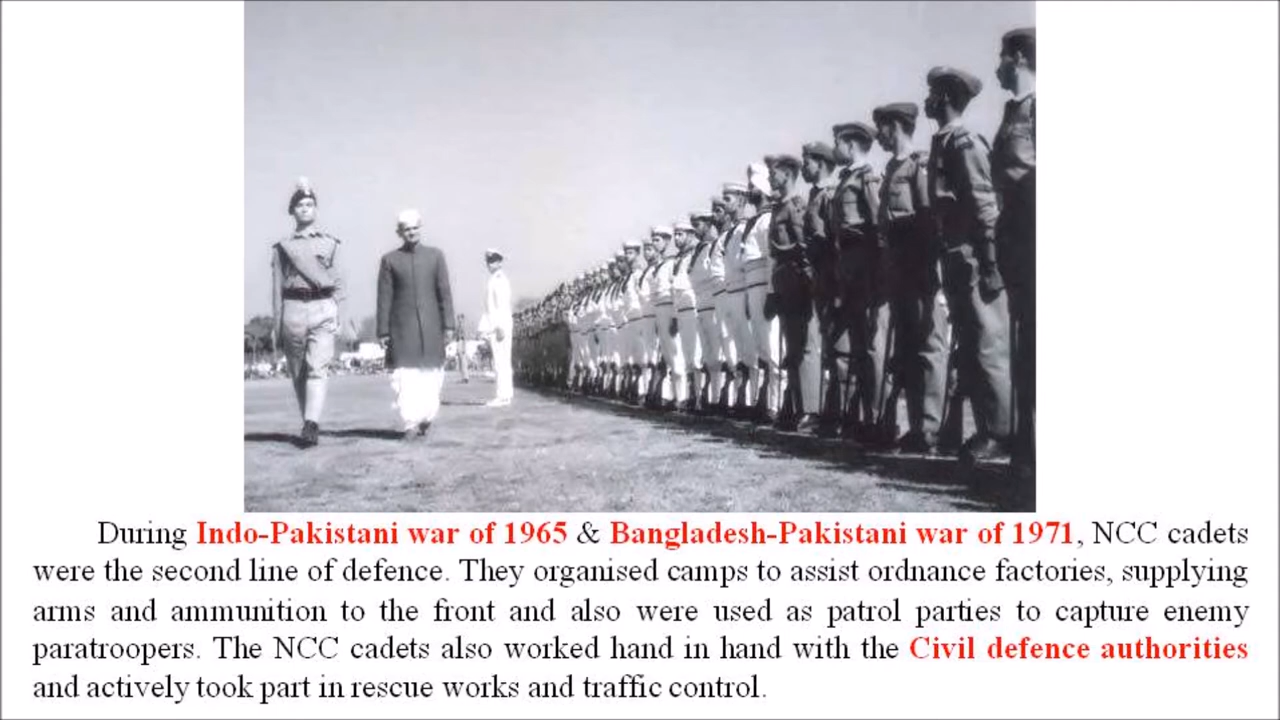 During Indo-Pakistani war of 1965 & Bangladesh-Pakistani war of 1971, NCC cadets
were the second line of defence. They organised camps to assist ordnance factories, supplying
arms and ammunition to the front and also were used as patrol parties to capture enemy
paratroopers. The NCC cadets also worked hand in hand with the Civil defence authorities
and actively took part in rescue works and traffic control.